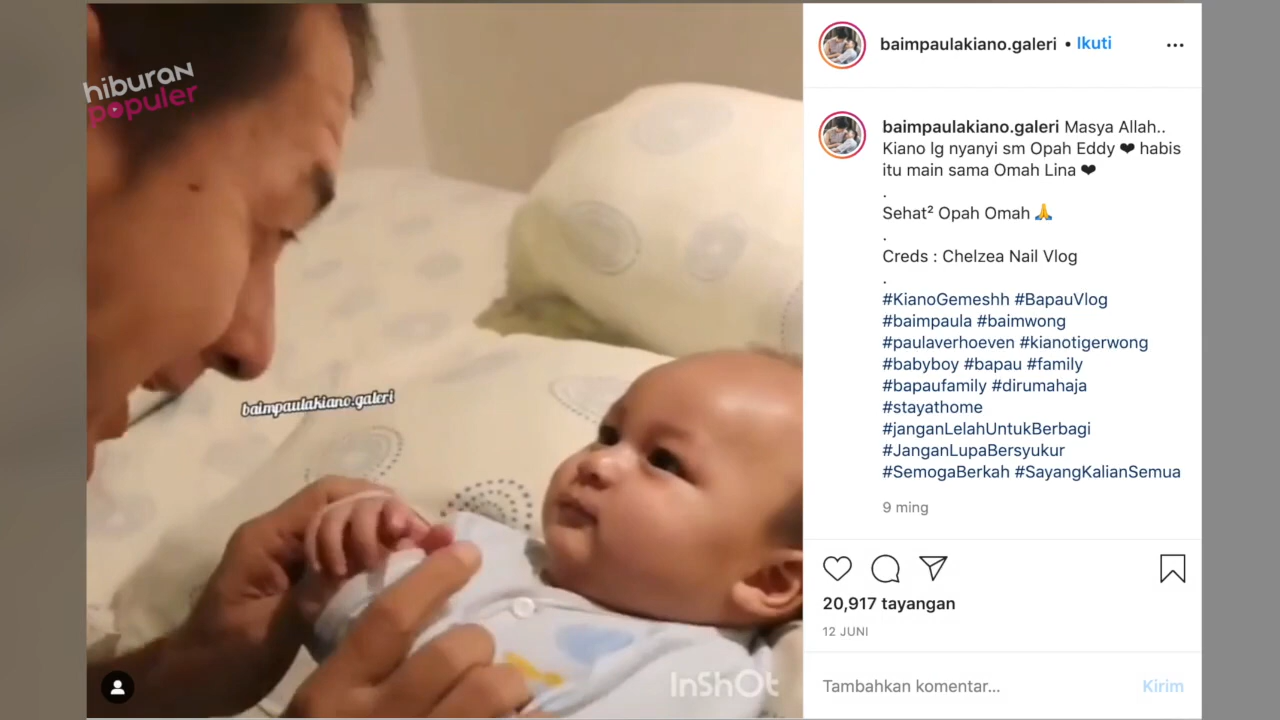 hiburan
populer
baimpaulakiano.galeri
InShOt
baimpaulakiano.galeri • Ikuti
baimpaulakiano.galeri Masya Allah..
Kiano lg nyanyi sm Opah Eddy ❤ habis
itu main sama Omah Lina ❤
.
Sehat² Opah Omah 🙏
.
Creds : Chelzea Nail Vlog
.
#KianoGemeshh #BapauVlog
#baimpaula #baimwong
#paulaverhoeven #kianotigerwong
#babyboy #bapau #family
#bapaufamily #dirumahaja
#stayathome
#janganLelahUntukBerbagi
#JanganLupaBersyukur
#SemogaBerkah #SayangKalianSemua
9 ming
20,917 tayangan
12 JUNI
Tambahkan komentar... Kirim